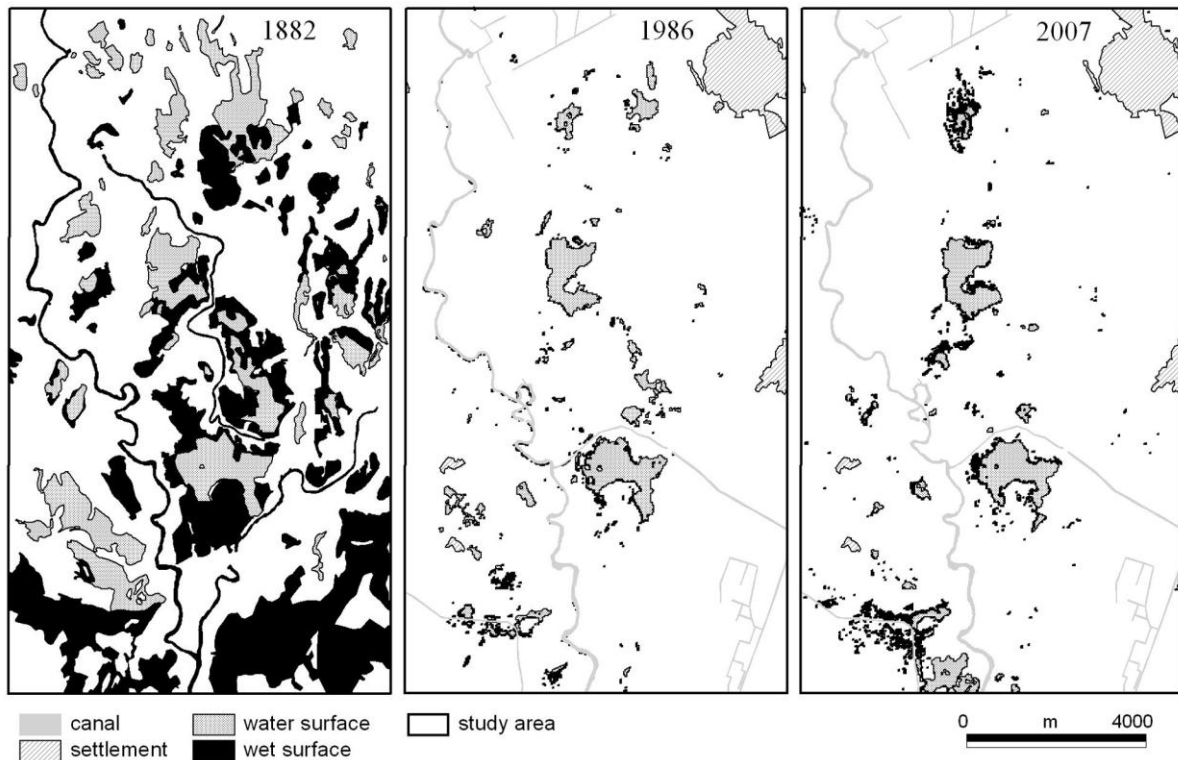 1882
1986
2007
canal
water surface
study area
settlement
wet surface
0 m 4000